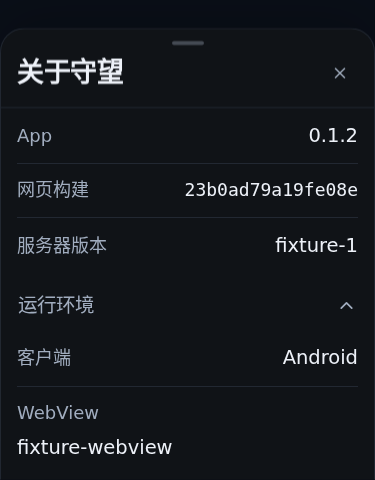 关于守望
×
App 0.1.2
网页构建 23b0ad79a19fe08e
服务器版本 fixture-1
运行环境
客户端 Android
WebView
fixture-webview